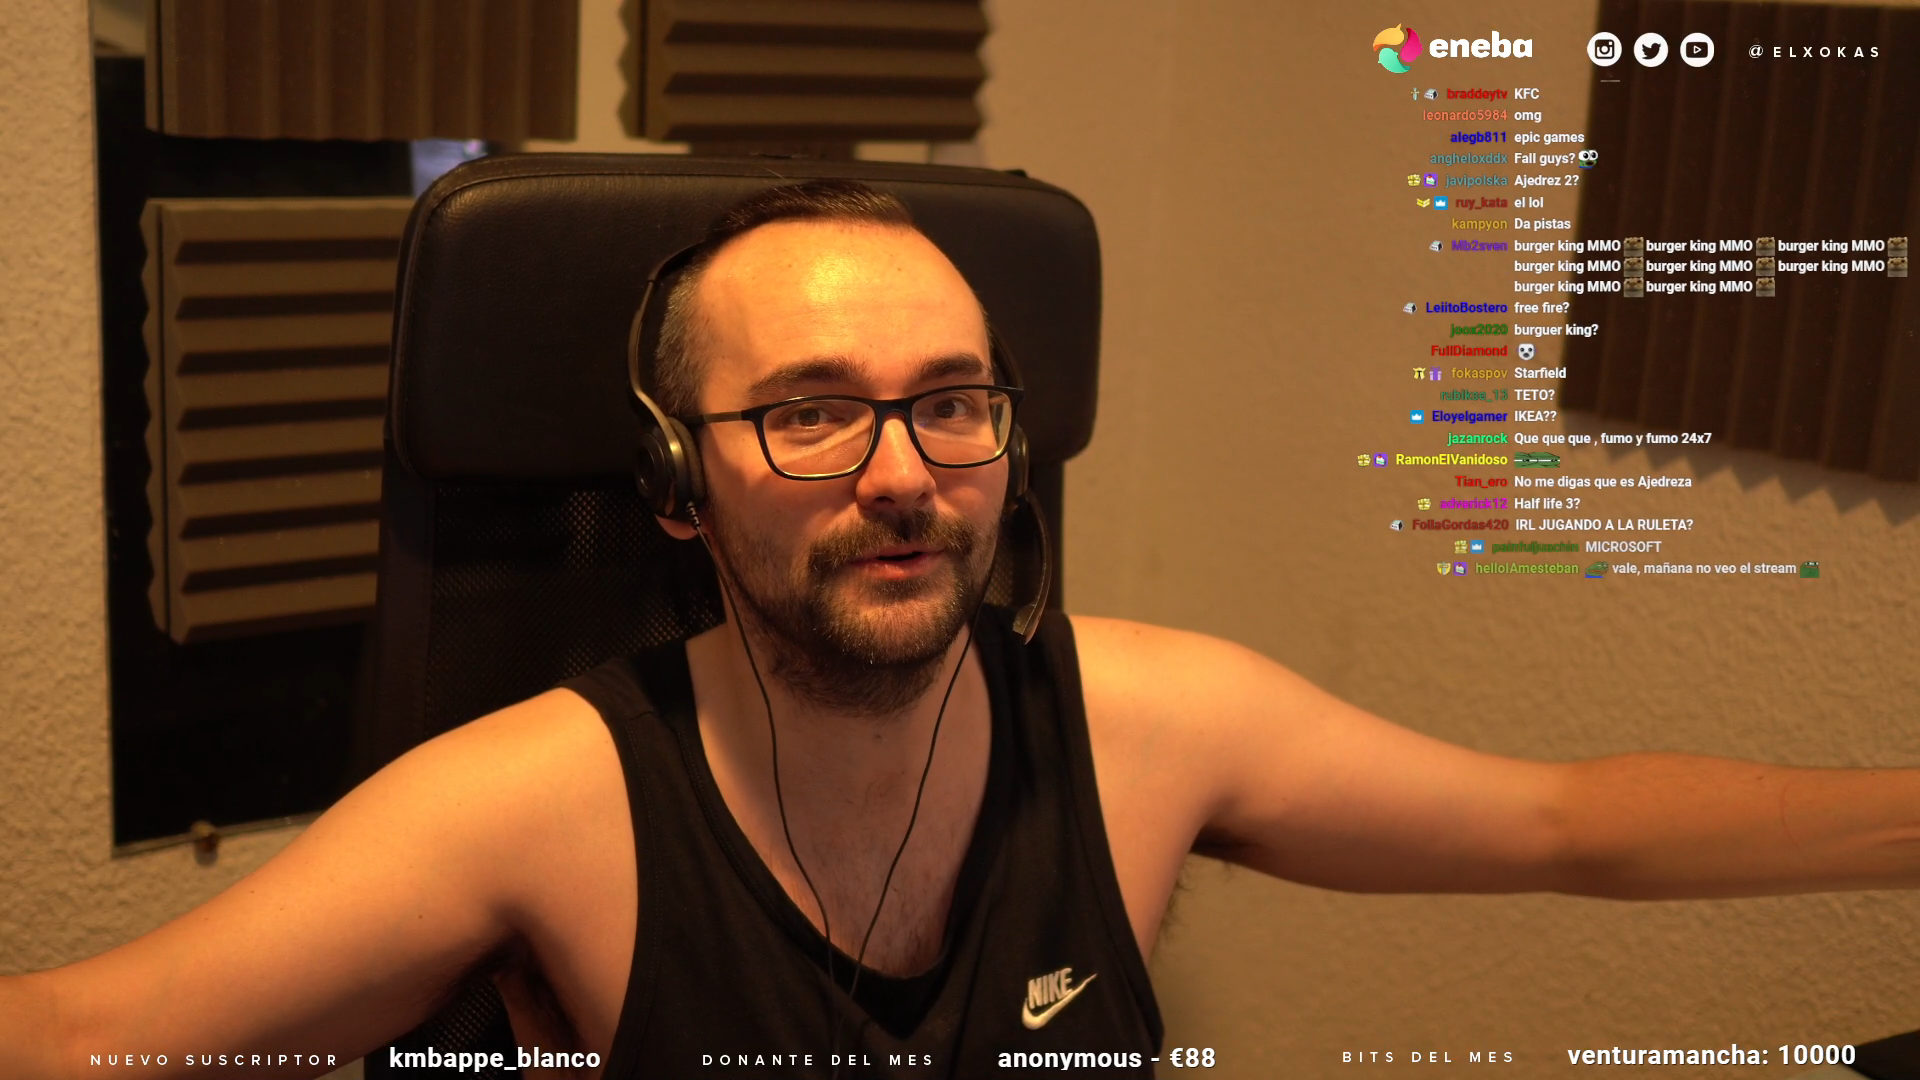 eneba
@ELXOKAS
braddeytv KFC
leonardo5984 omg
alegb811 epic games
angheloxddx Fall guys?
javipolska Ajedrez 2?
ruy_kata el lol
kampyon Da pistas
Mb2sven burger king MMO burger king MMO burger king MMO
burger king MMO burger king MMO burger king MMO
burger king MMO burger king MMO
LeiitoBostero free fire?
joox2020 burguer king?
FullDiamond
fokaspov Starfield
TETO?
Eloyelgamer IKEA??
jazanrock Que que que , fumo y fumo 24x7
RamonElVanidoso
Tian_ero No me digas que es Ajedreza
adverick12 Half life 3?
FollaGordas420 IRL JUGANDO A LA RULETA?
MICROSOFT
hellolAmesteban vale, mañana no veo el stream
NIKE
NUEVO SUSCRIPTOR kmbappe_blanco DONANTE DEL MES anonymous - €88 BITS DEL MES venturamancha: 10000